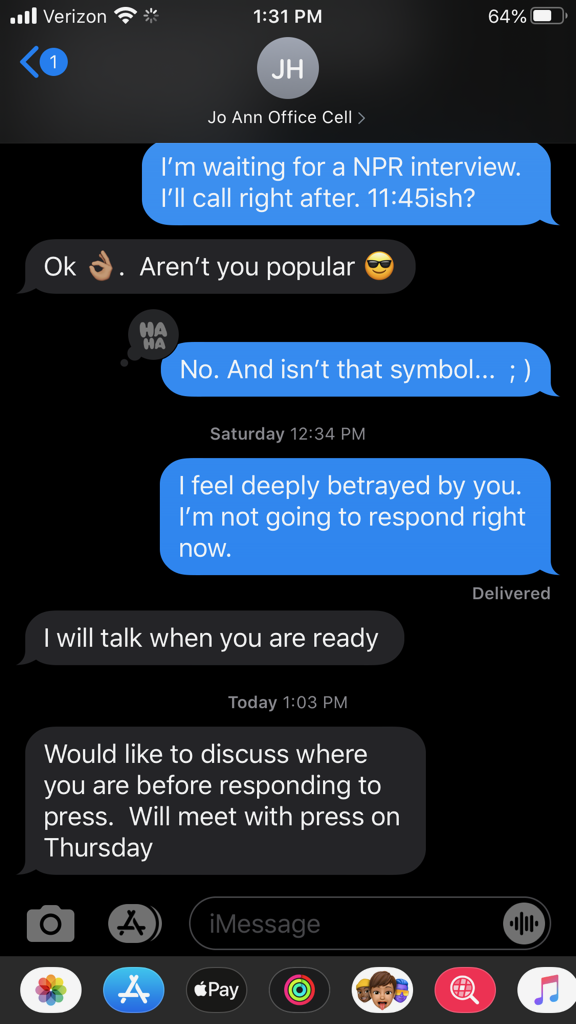 Verizon 1:31 PM 64%
1
JH
Jo Ann Office Cell >
I’m waiting for a NPR interview.
I’ll call right after. 11:45ish?
Ok 👌🏽. Aren’t you popular 😎
HA
HA
No. And isn’t that symbol... ; )
Saturday 12:34 PM
I feel deeply betrayed by you.
I’m not going to respond right
now.
Delivered
I will talk when you are ready
Today 1:03 PM
Would like to discuss where
you are before responding to
press.  Will meet with press on
Thursday
iMessage
Pay